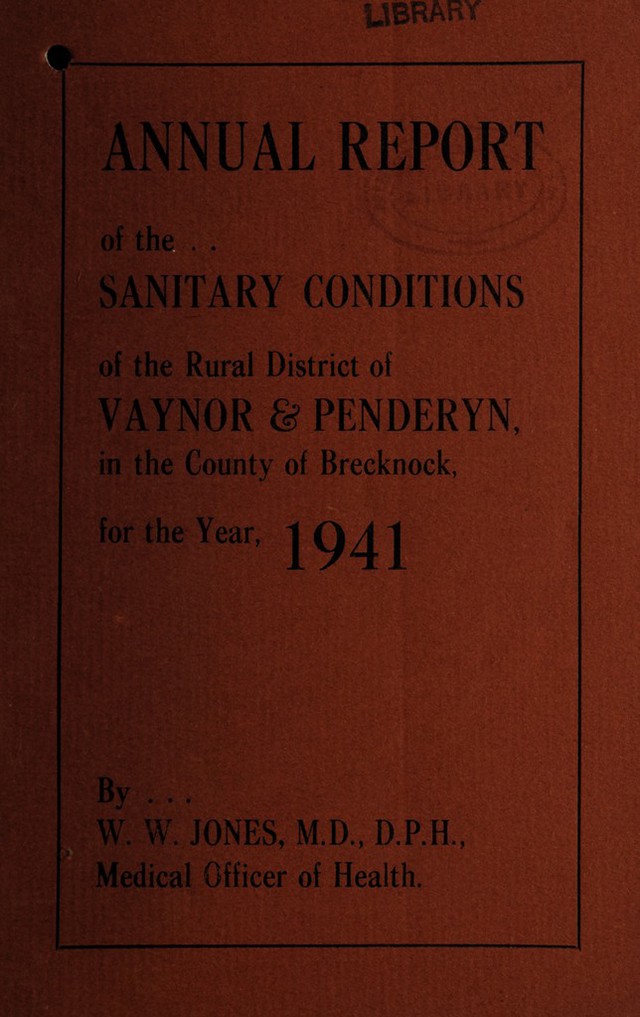 LIBRARY
ANNUAL REPORT
LIBRARY
of the . .
SANITARY CONDITIONS
of the Rural District of
VAYNOR & PENDERYN,
in the County of Brecknock,
for the Year, 1941
By . . .
W. W. JONES, M.D., D.P.H.,
Medical Officer of Health.